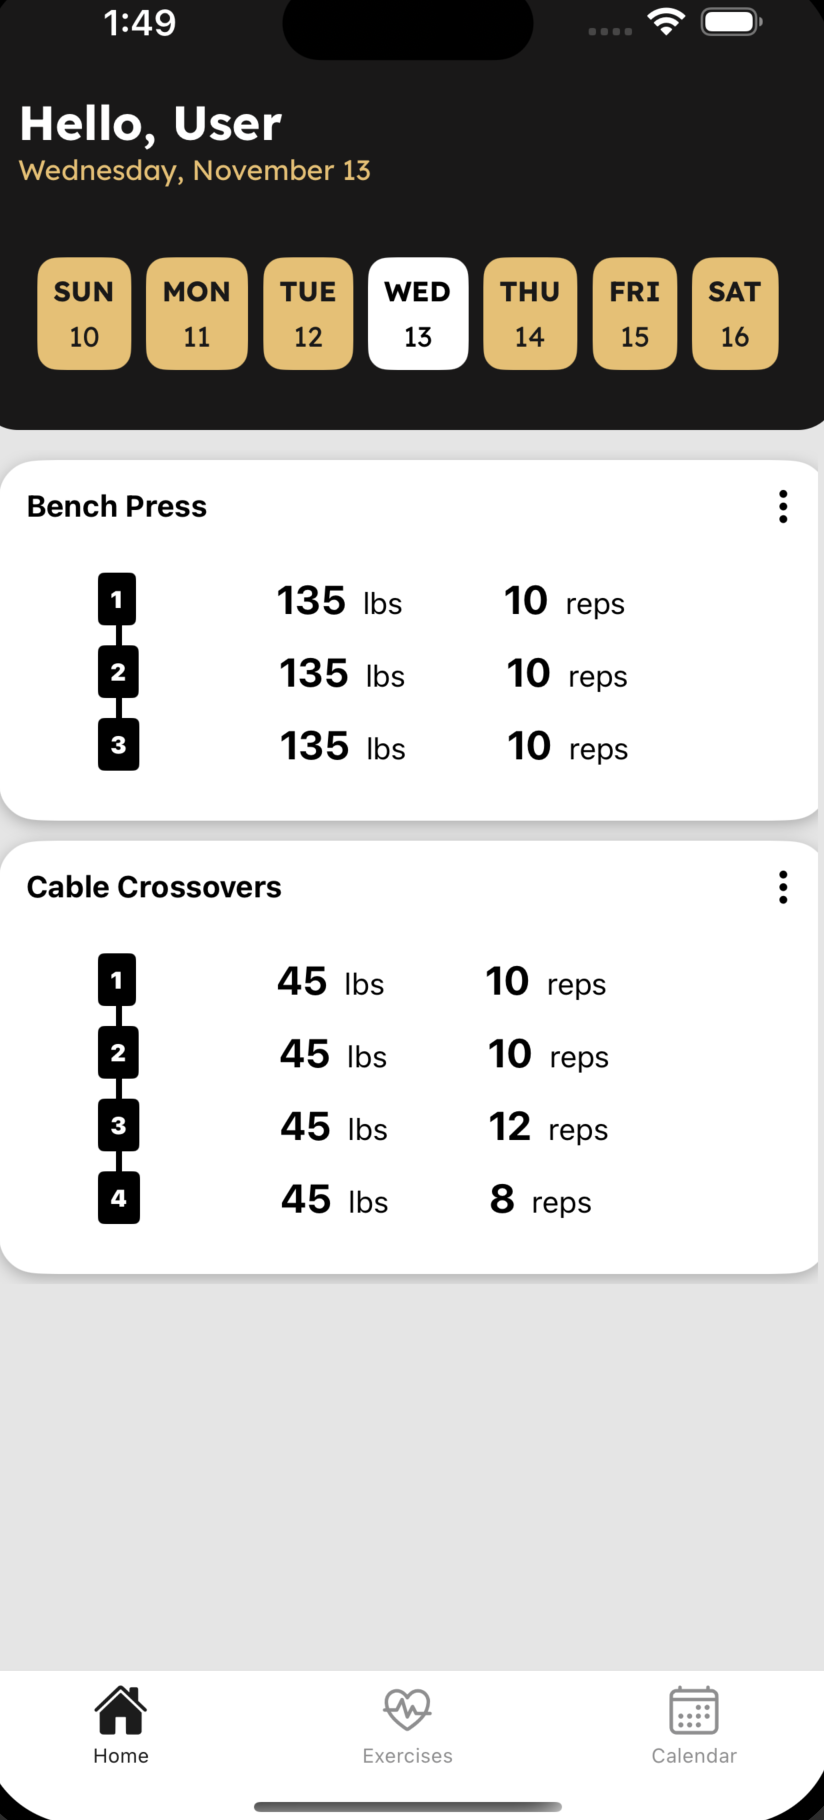 1:49
Hello, User
Wednesday, November 13
SUN MON TUE WED THU FRI SAT
10 11 12 13 14 15 16
Bench Press
1 135 lbs 10 reps
2 135 lbs 10 reps
3 135 lbs 10 reps
Cable Crossovers
1 45 lbs 10 reps
2 45 lbs 10 reps
3 45 lbs 12 reps
4 45 lbs 8 reps
Home Exercises Calendar